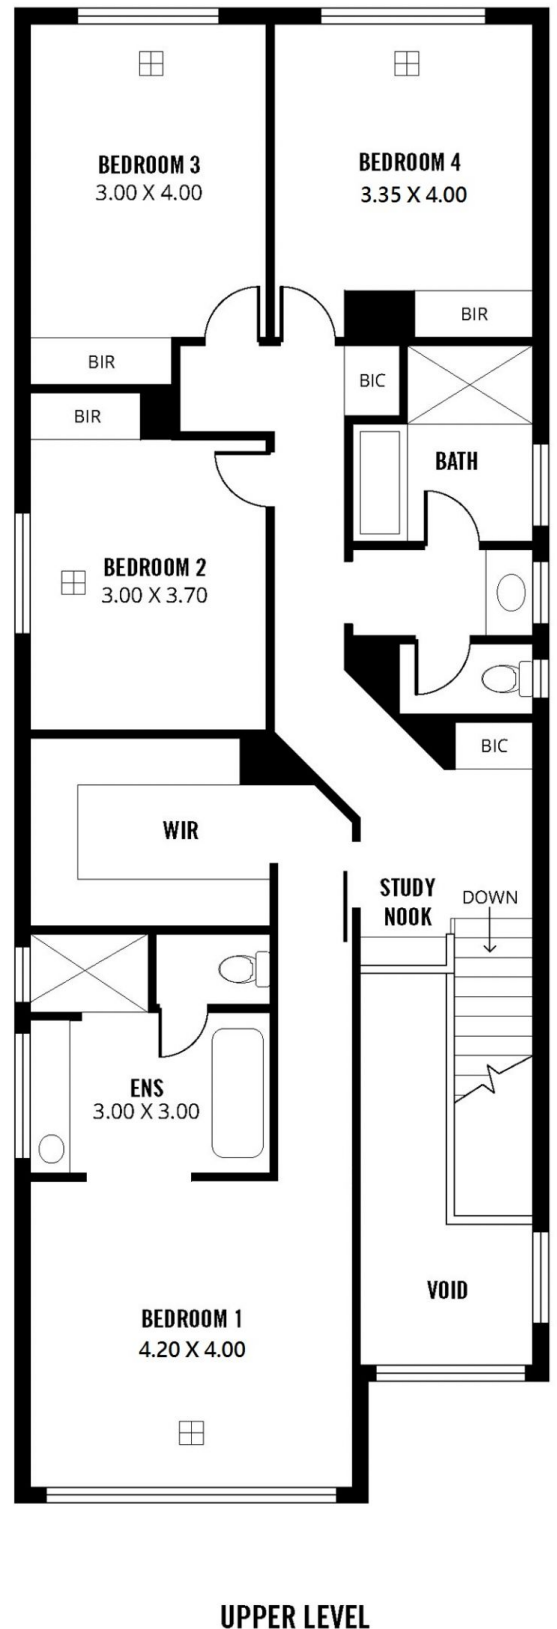 BEDROOM 3
3.00 X 4.00
BEDROOM 4
3.35 X 4.00
BIR
BIR
BIC
BIR
BATH
BEDROOM 2
3.00 X 3.70
BIC
WIR
STUDY
NOOK
DOWN
ENS
3.00 X 3.00
VOID
BEDROOM 1
4.20 X 4.00
UPPER LEVEL